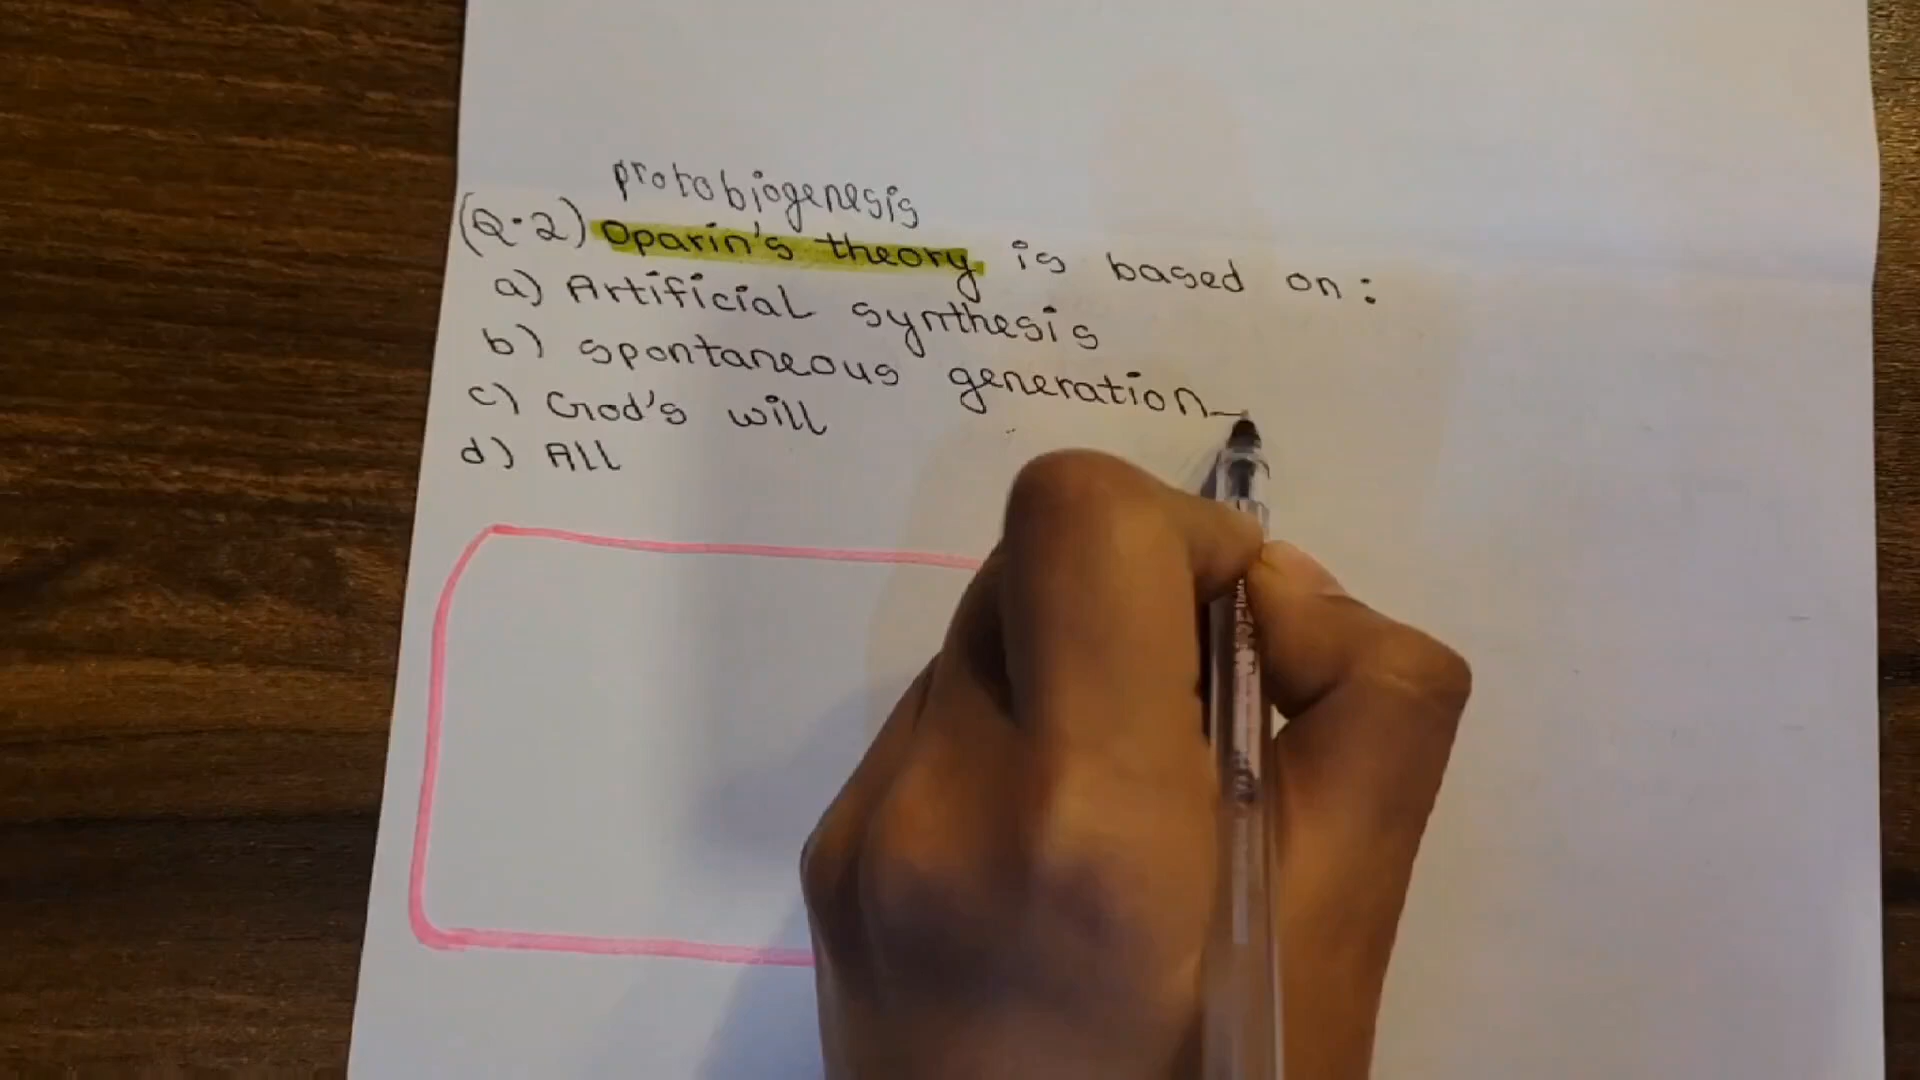 protobiogenesis
(Q.2) Oparin's theory is based on:
a) Artificial synthesis
b) spontaneous generation
c) God's will
d) All